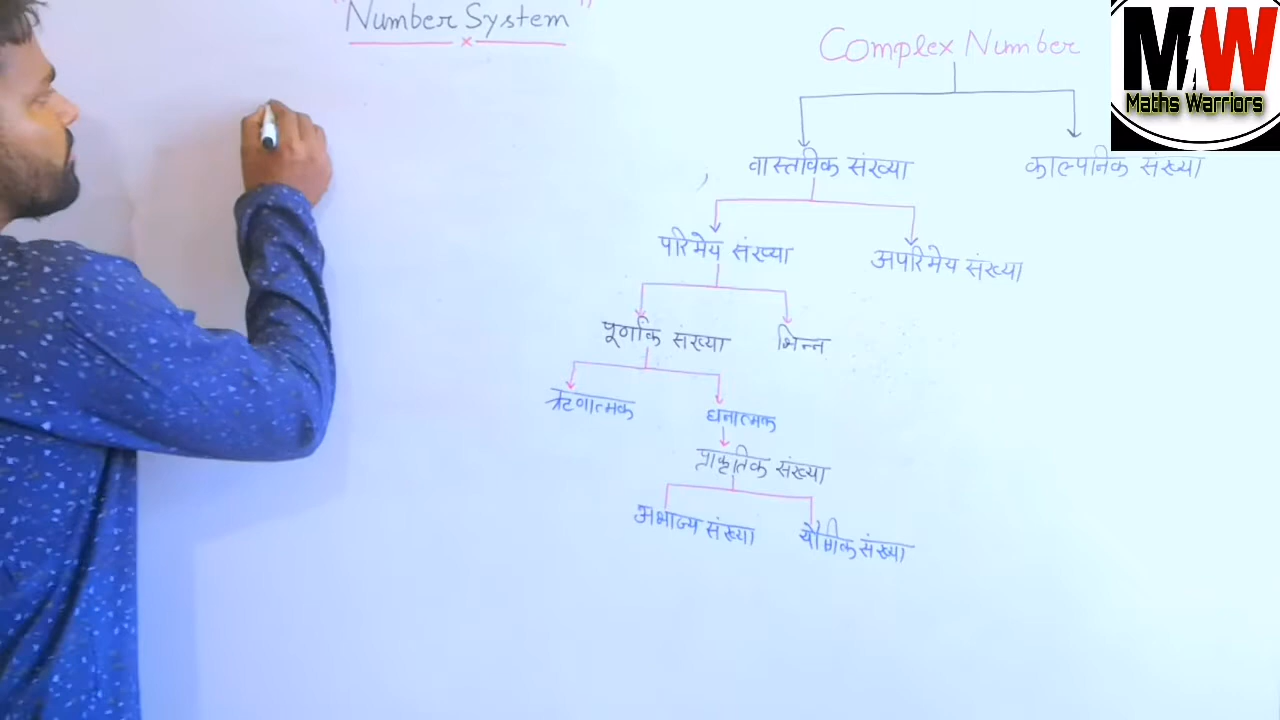 "Number System"
Complex Number
MW
Maths Warriors
वास्तविक संख्या
काल्पनिक संख्या
परिमेय संख्या
अपरिमेय संख्या
पूर्णांक संख्या
भिन्न
ऋणात्मक
धनात्मक
प्राकृतिक संख्या
अभाज्य संख्या
यौगिक संख्या